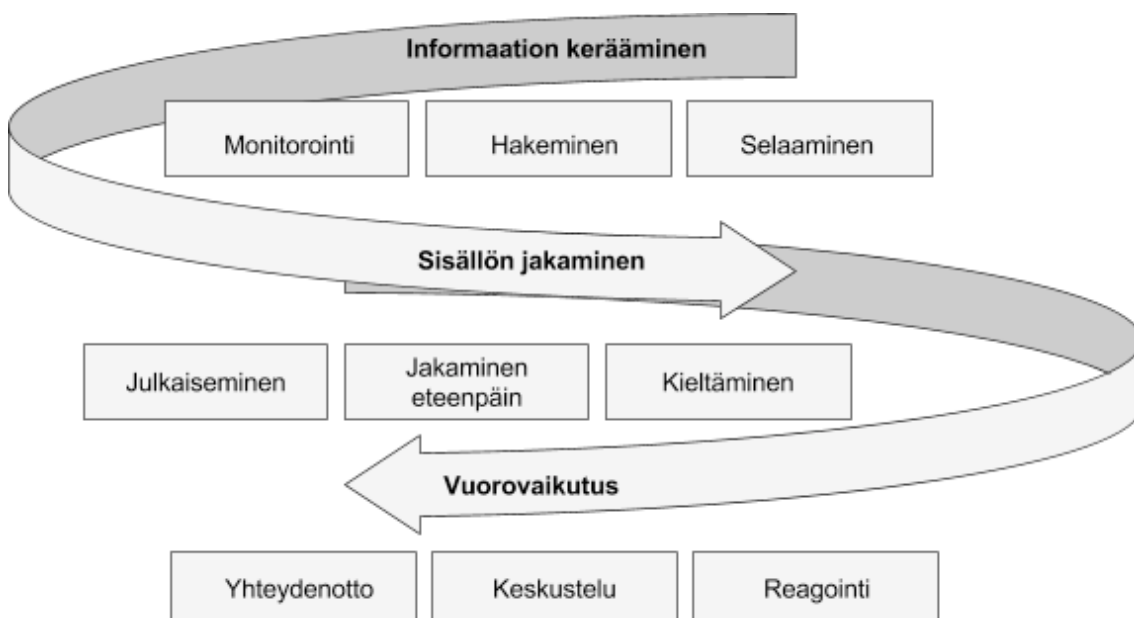 Informaation kerääminen
Monitorointi
Hakeminen
Selaaminen
Sisällön jakaminen
Julkaiseminen
Jakaminen
eteenpäin
Kieltäminen
Vuorovaikutus
Yhteydenotto
Keskustelu
Reagointi